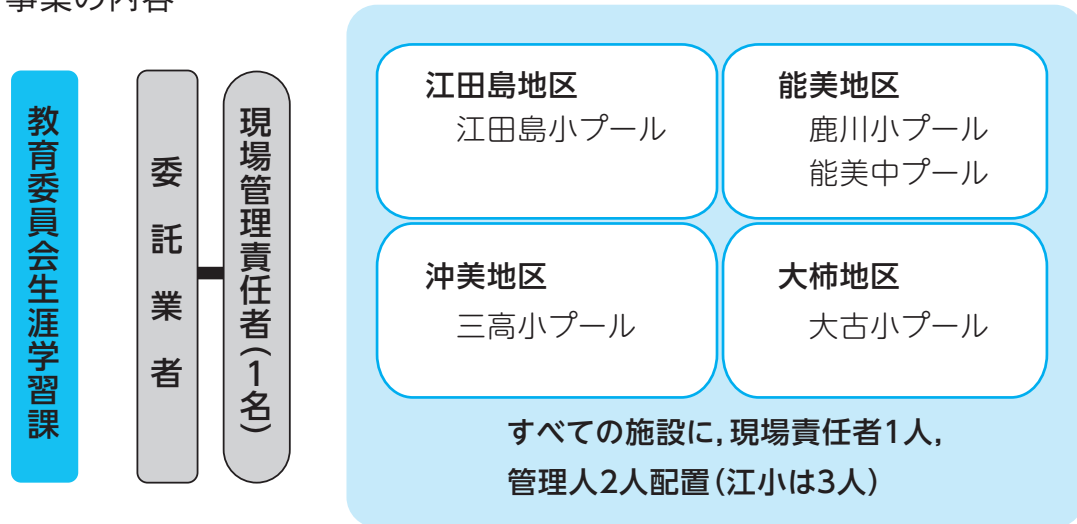 事業の内容
教育委員会生涯学習課
委託業者
現場管理責任者(1名)
江田島地区
江田島小プール
能美地区
鹿川小プール
能美中プール
沖美地区
三高小プール
大柿地区
大古小プール
すべての施設に,現場責任者1人,
管理人2人配置(江小は3人)